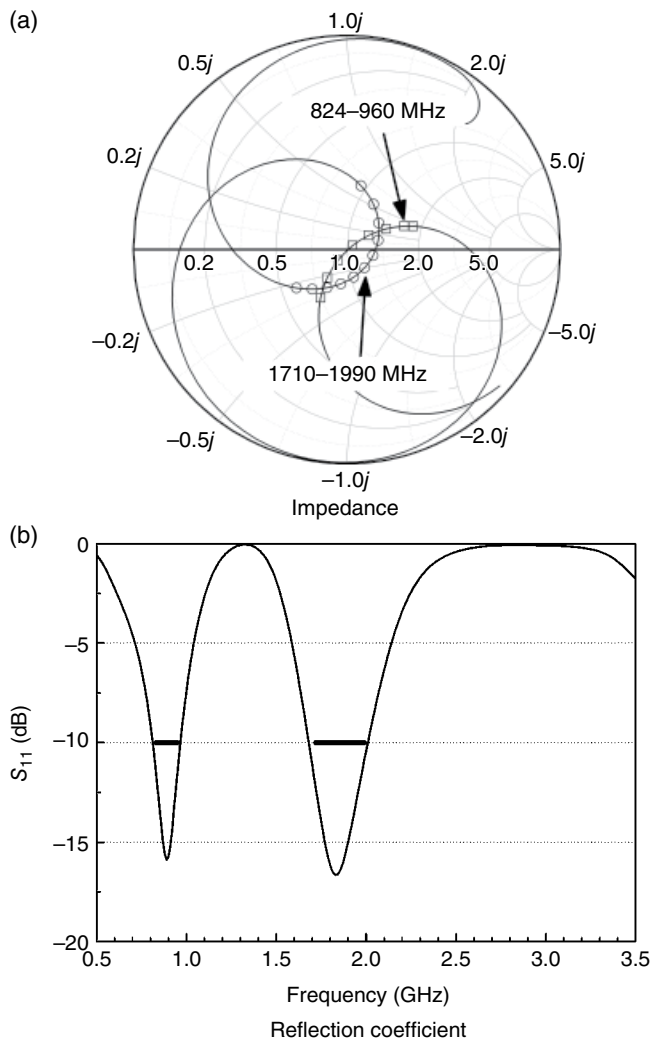 (a)
1.0j
0.5j
2.0j
824–960 MHz
0.2j
5.0j
0.2 0.5 1.0 2.0 5.0
–0.2j
–5.0j
1710–1990 MHz
–0.5j
–2.0j
–1.0j
Impedance
(b)
0
–5
–10
–15
–20
S11 (dB)
0.5 1.0 1.5 2.0 2.5 3.0 3.5
Frequency (GHz)
Reflection coefficient